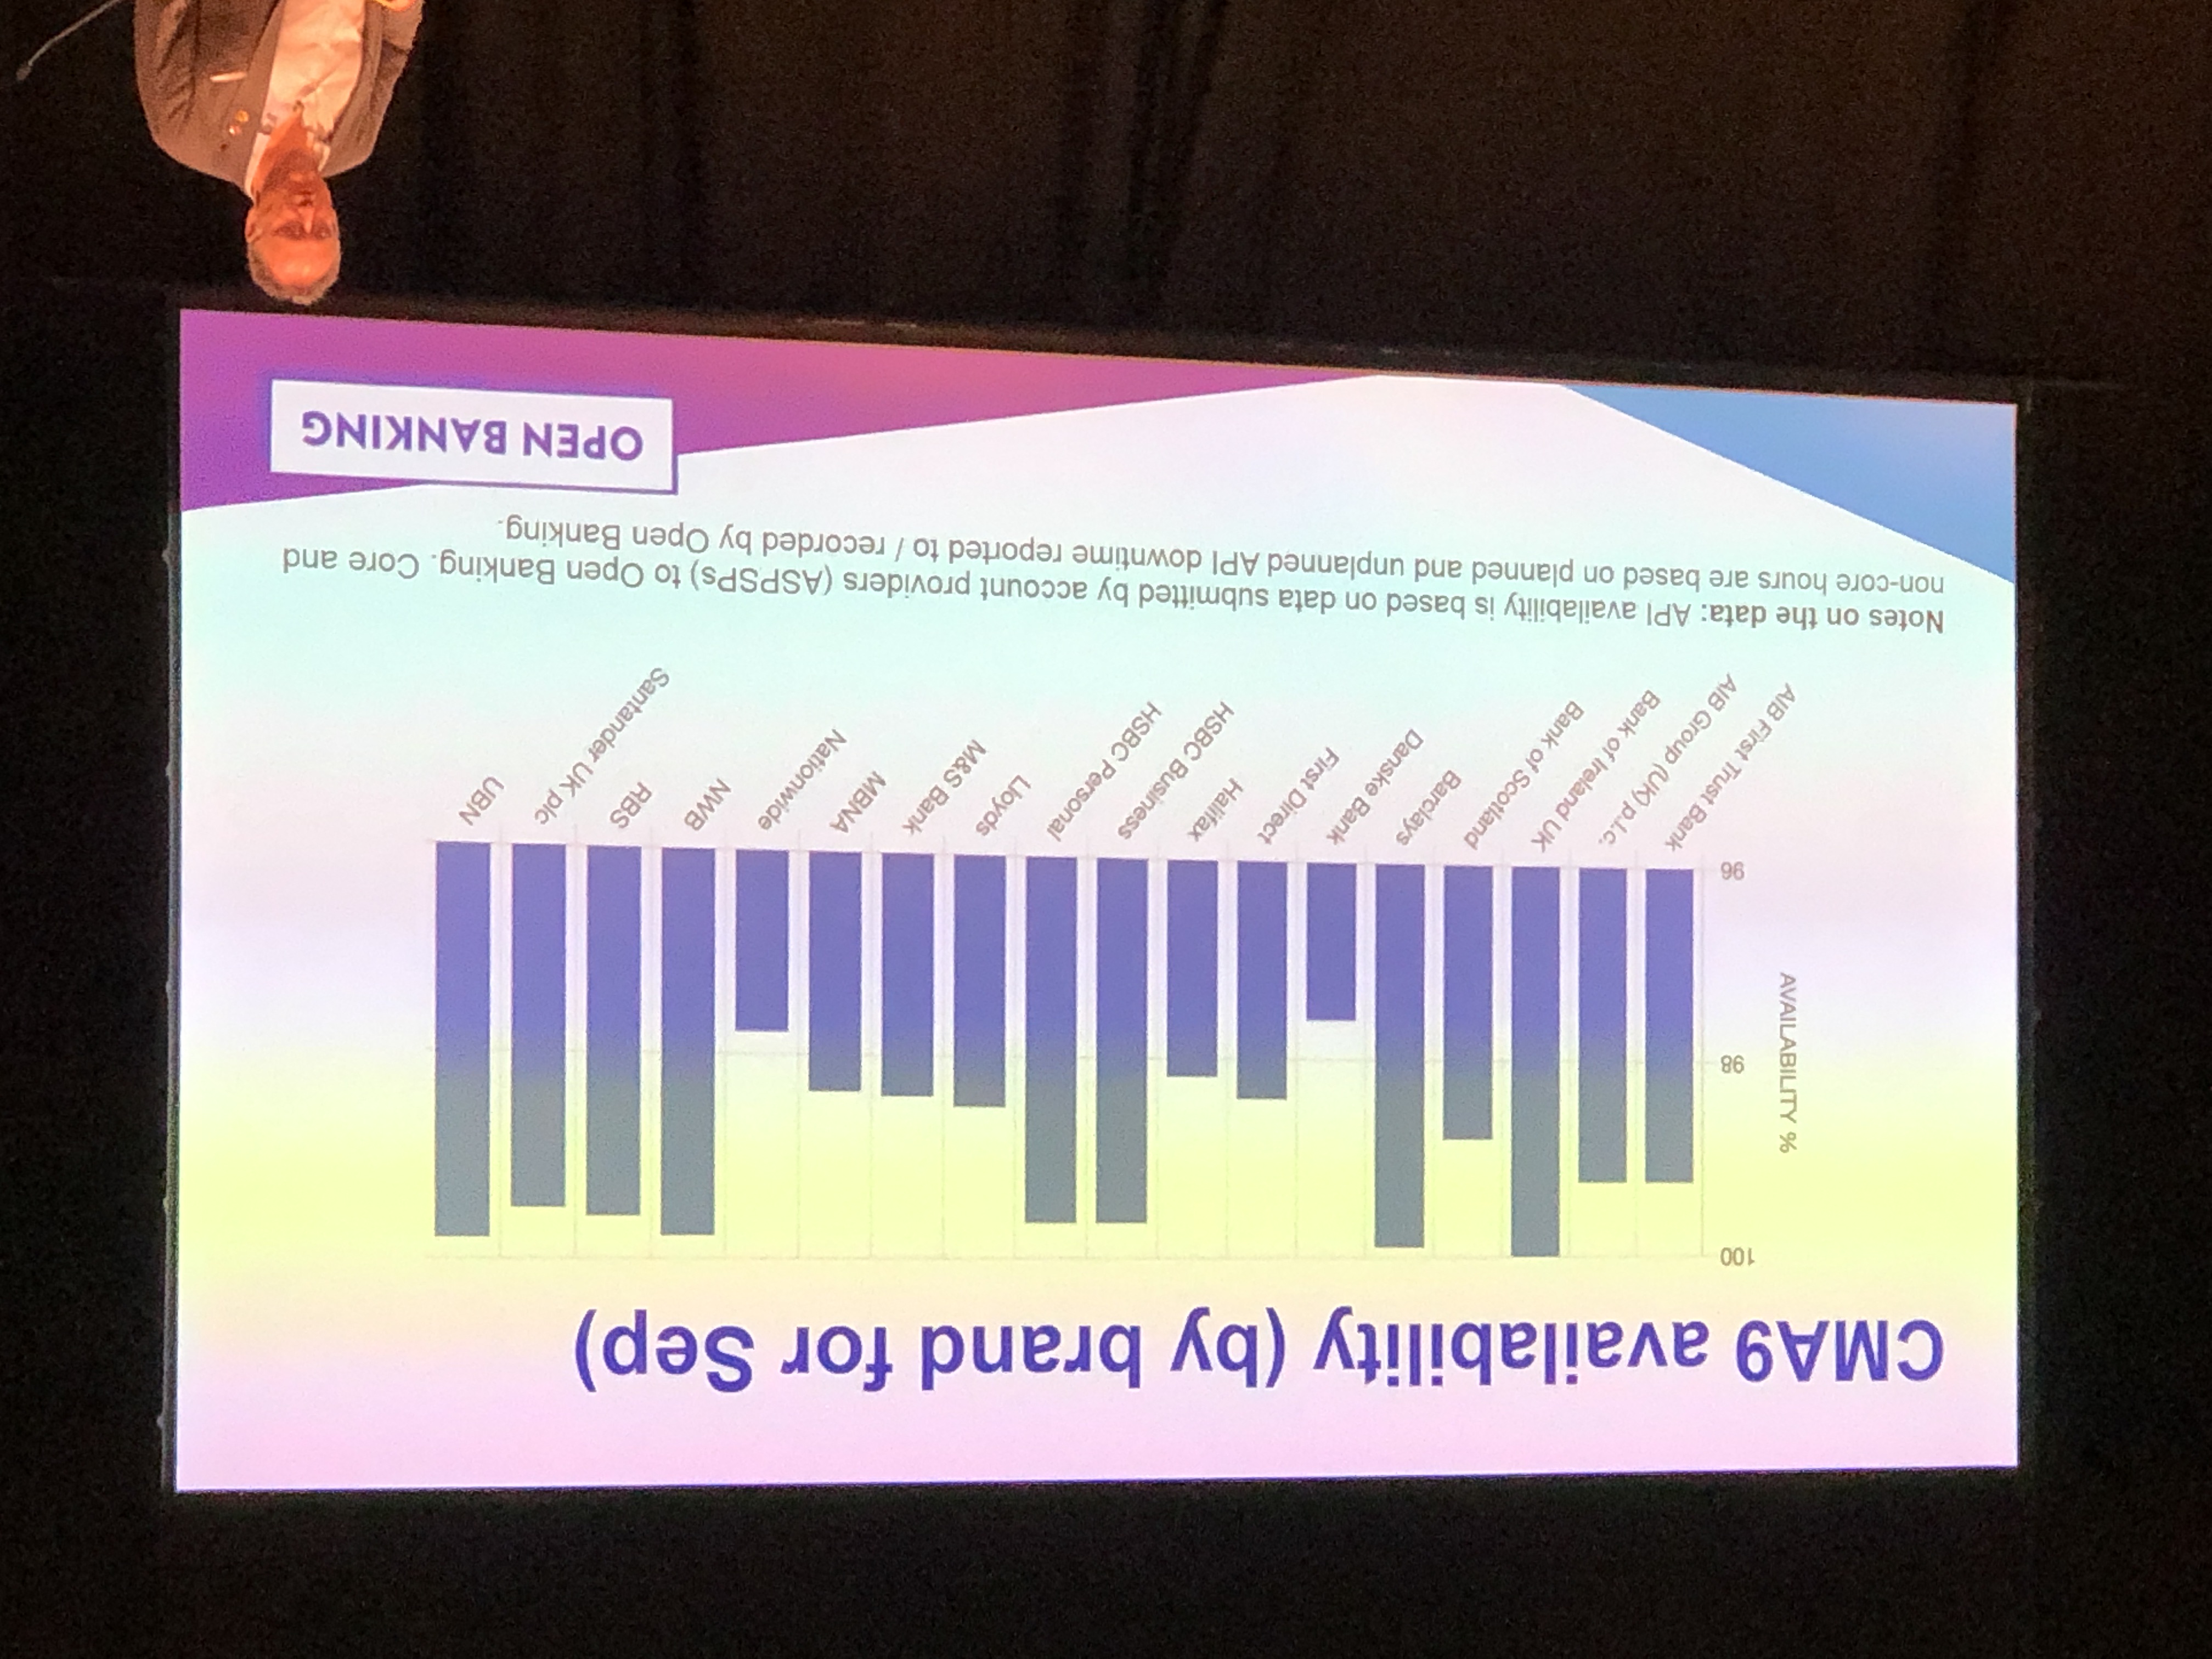 CMA9 availability (by brand for Sep)
100
98
96
AVAILABILITY %
AIB First Trust Bank
AIB Group (UK) p.l.c.
Bank of Ireland UK
Bank of Scotland
Barclays
Danske Bank
First Direct
Halifax
HSBC Business
HSBC Personal
Lloyds
M&S Bank
MBNA
Nationwide
NWB
RBS
Santander UK plc
UBN
Notes on the data: API availability is based on data submitted by account providers (ASPSPs) to Open Banking. Core and
non-core hours are based on planned and unplanned API downtime reported to / recorded by Open Banking.
OPEN BANKING